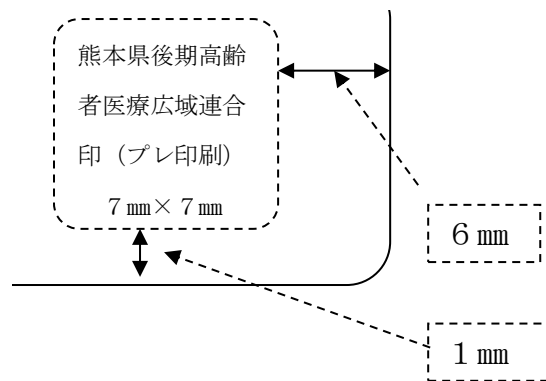 熊本県後期高齢
者医療広域連合
印（プレ印刷）
７㎜×７㎜
６㎜
１㎜